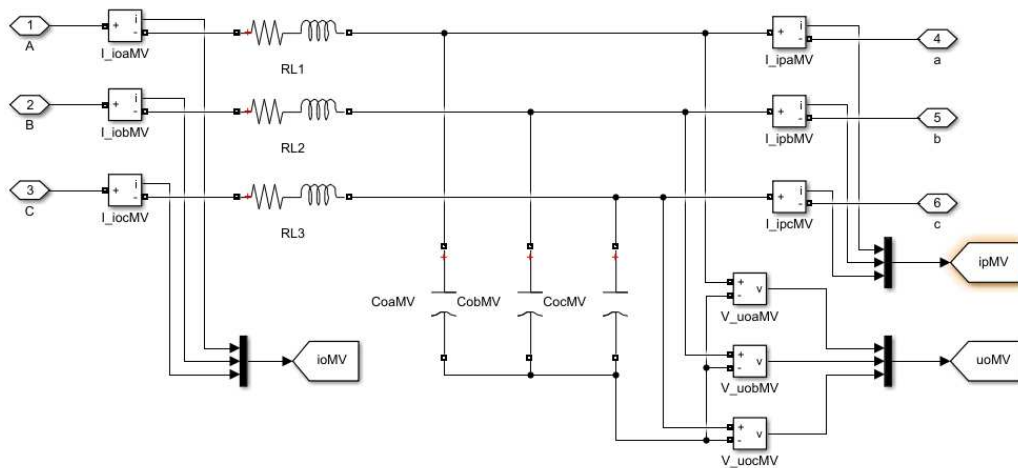 1
A
+
i
-
I_ioaMV
RL1
+
i
-
I_ipaMV
4
a
2
B
+
i
-
I_iobMV
RL2
+
i
-
I_ipbMV
5
b
3
C
+
i
-
I_iocMV
RL3
+
i
-
I_ipcMV
6
c
ipMV
CoaMV
CobMV
CocMV
+
-
v
V_uoaMV
ioMV
+
-
v
V_uobMV
uoMV
+
-
v
V_uocMV